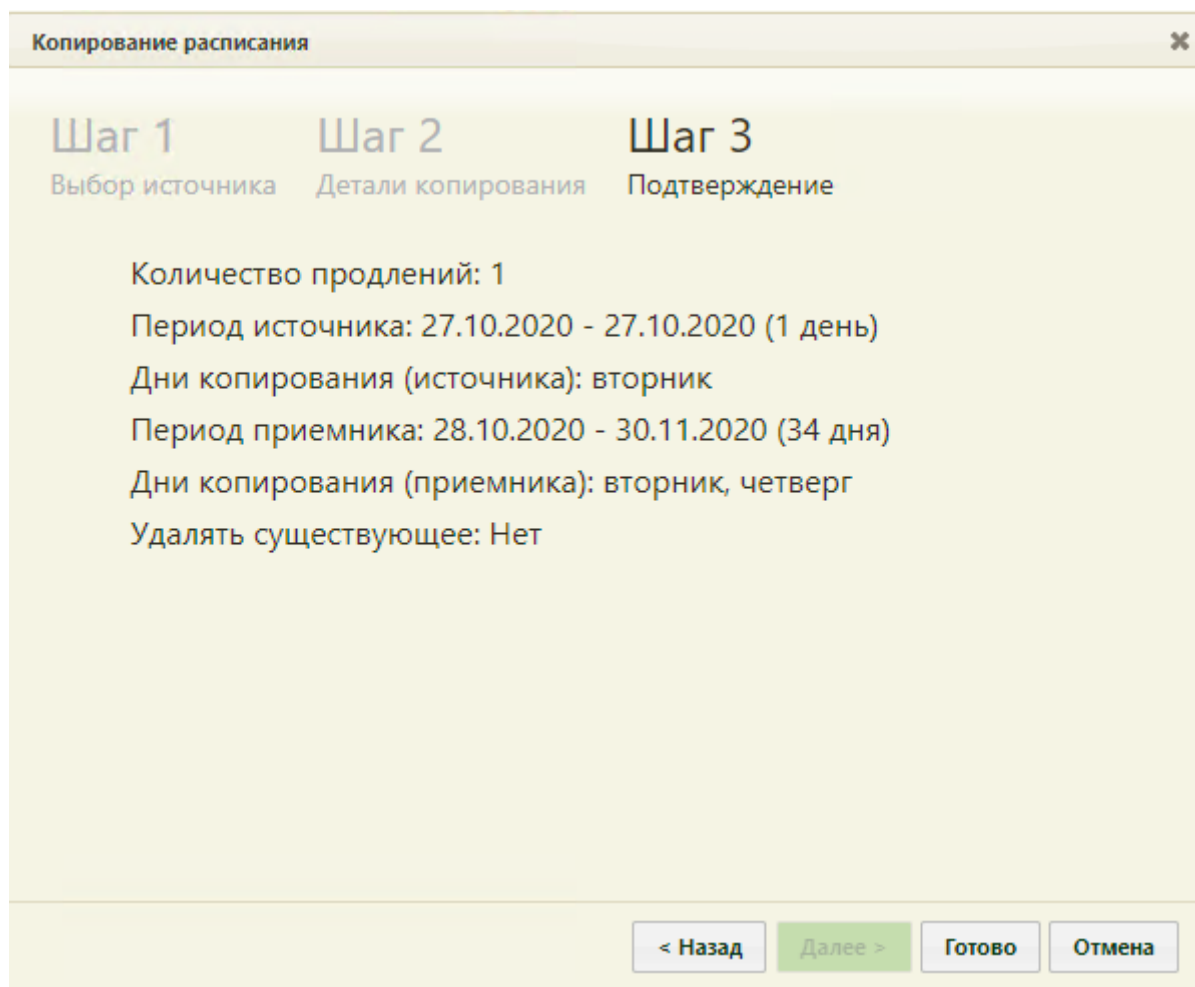 Копирование расписания
Шаг 1 Шаг 2 Шаг 3
Выбор источника Детали копирования Подтверждение
Количество продлений: 1
Период источника: 27.10.2020 - 27.10.2020 (1 день)
Дни копирования (источника): вторник
Период приемника: 28.10.2020 - 30.11.2020 (34 дня)
Дни копирования (приемника): вторник, четверг
Удалять существующее: Нет
< Назад Далее > Готово Отмена